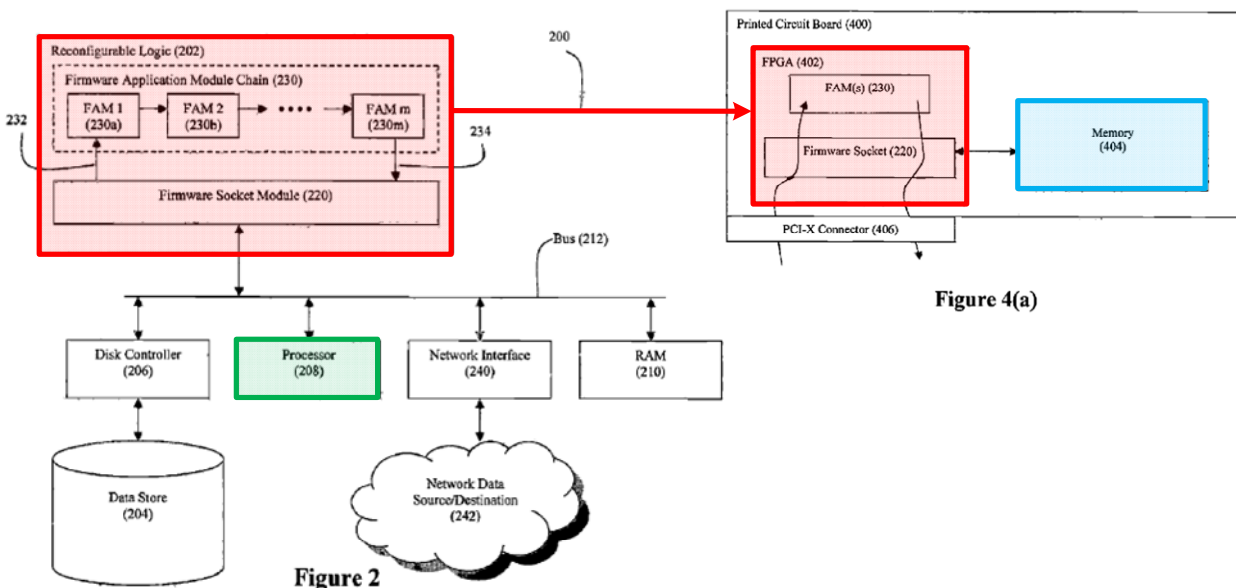 Reconfigurable Logic (202)
Firmware Application Module Chain (230)
FAM 1
(230a)
FAM 2
(230b)
FAM m
(230m)
232
234
Firmware Socket Module (220)
200
Bus (212)
Disk Controller
(206)
Processor
(208)
Network Interface
(240)
RAM
(210)
Data Store
(204)
Network Data
Source/Destination
(242)
Figure 2
Printed Circuit Board (400)
FPGA (402)
FAM(s) (230)
Firmware Socket (220)
Memory
(404)
PCI-X Connector (406)
Figure 4(a)